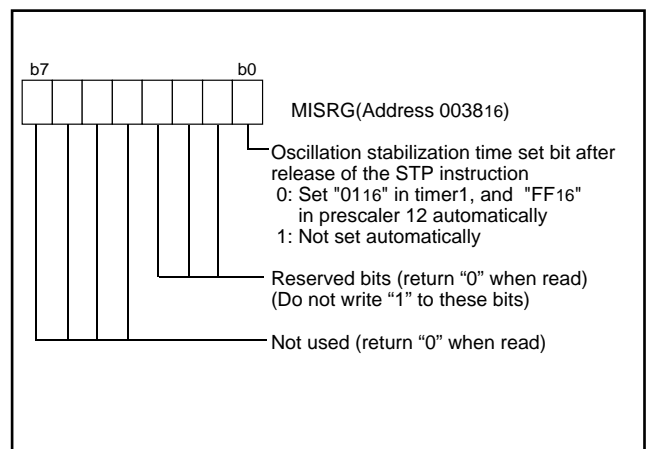 b7 b0
MISRG(Address 003816)
Oscillation stabilization time set bit after
release of the STP instruction
0: Set "0116" in timer1, and "FF16"
in prescaler 12 automatically
1: Not set automatically
Reserved bits (return “0” when read)
(Do not write “1” to these bits)
Not used (return “0” when read)